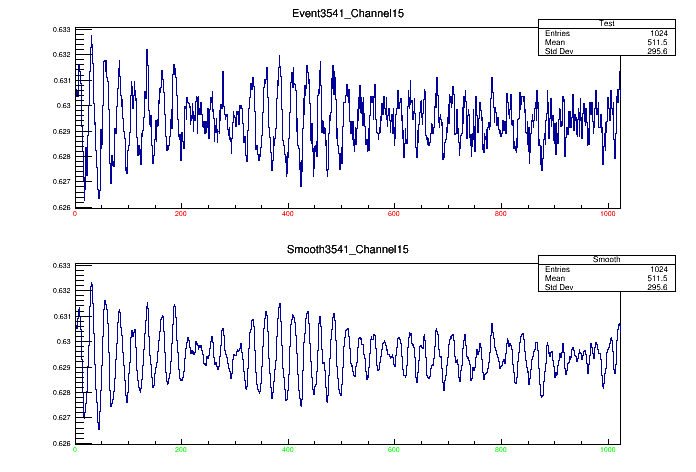 Event3541_Channel15
Test
Entries 1024
Mean 511.5
Std Dev 295.6
0.633
0.632
0.631
0.63
0.629
0.628
0.627
0.626
0 200 400 600 800 1000
Smooth3541_Channel15
Smooth
Entries 1024
Mean 511.5
Std Dev 295.6
0.633
0.632
0.631
0.63
0.629
0.628
0.627
0.626
0 200 400 600 800 1000